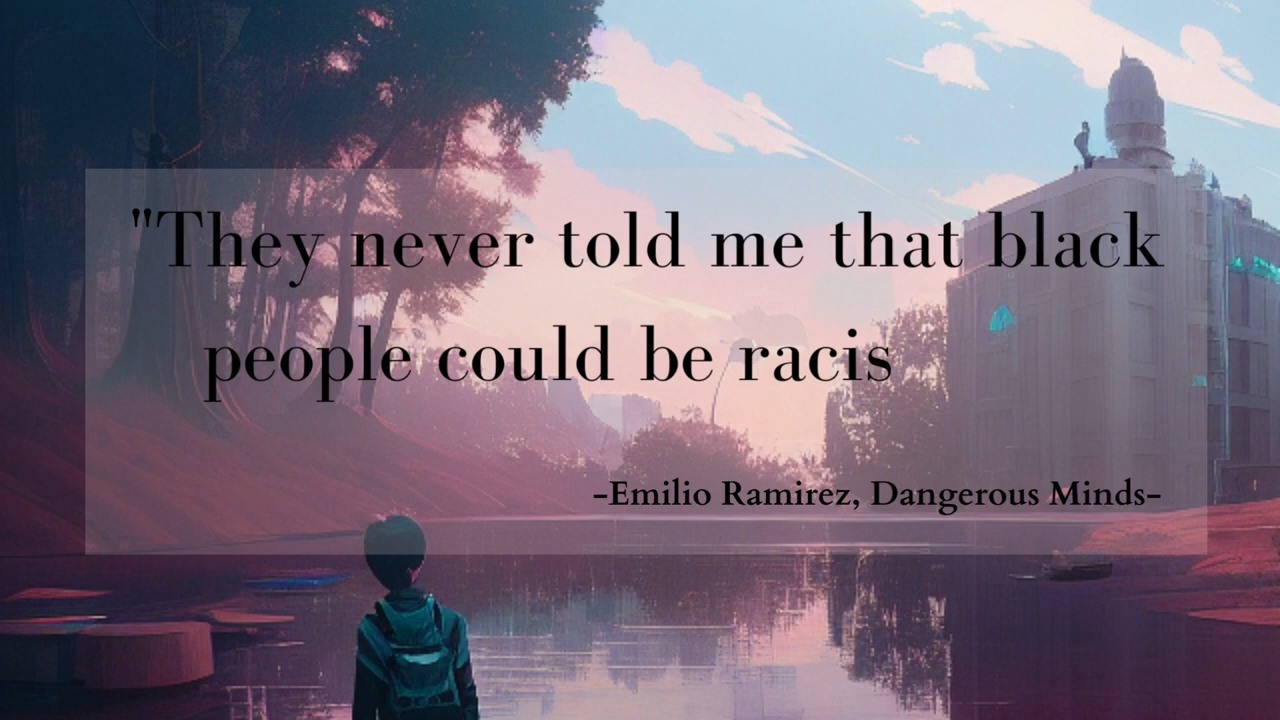 "They never told me that black
people could be racis
-Emilio Ramirez, Dangerous Minds-